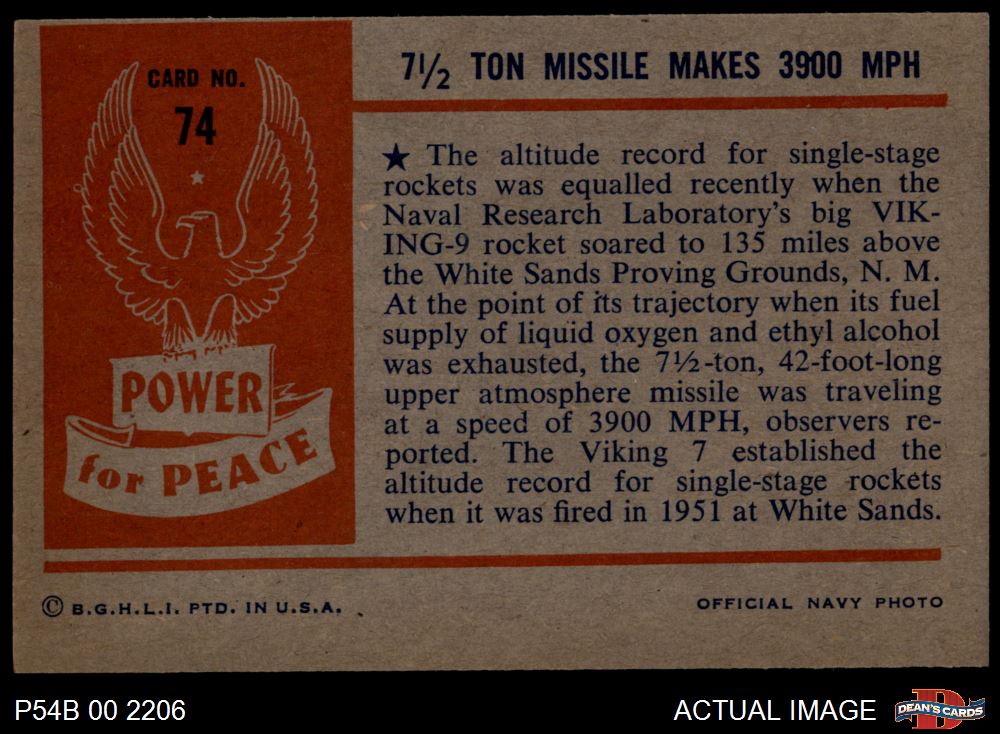 CARD NO.
74
POWER
for PEACE
7½ TON MISSILE MAKES 3900 MPH
★ The altitude record for single-stage
rockets was equalled recently when the
Naval Research Laboratory's big VIK-
ING-9 rocket soared to 135 miles above
the White Sands Proving Grounds, N. M.
At the point of its trajectory when its fuel
supply of liquid oxygen and ethyl alcohol
was exhausted, the 7½-ton, 42-foot-long
upper atmosphere missile was traveling
at a speed of 3900 MPH, observers re-
ported. The Viking 7 established the
altitude record for single-stage rockets
when it was fired in 1951 at White Sands.
© B.G.H.L.I. PTD. IN U.S.A.
OFFICIAL NAVY PHOTO
P54B 00 2206
ACTUAL IMAGE
DEAN'S CARDS